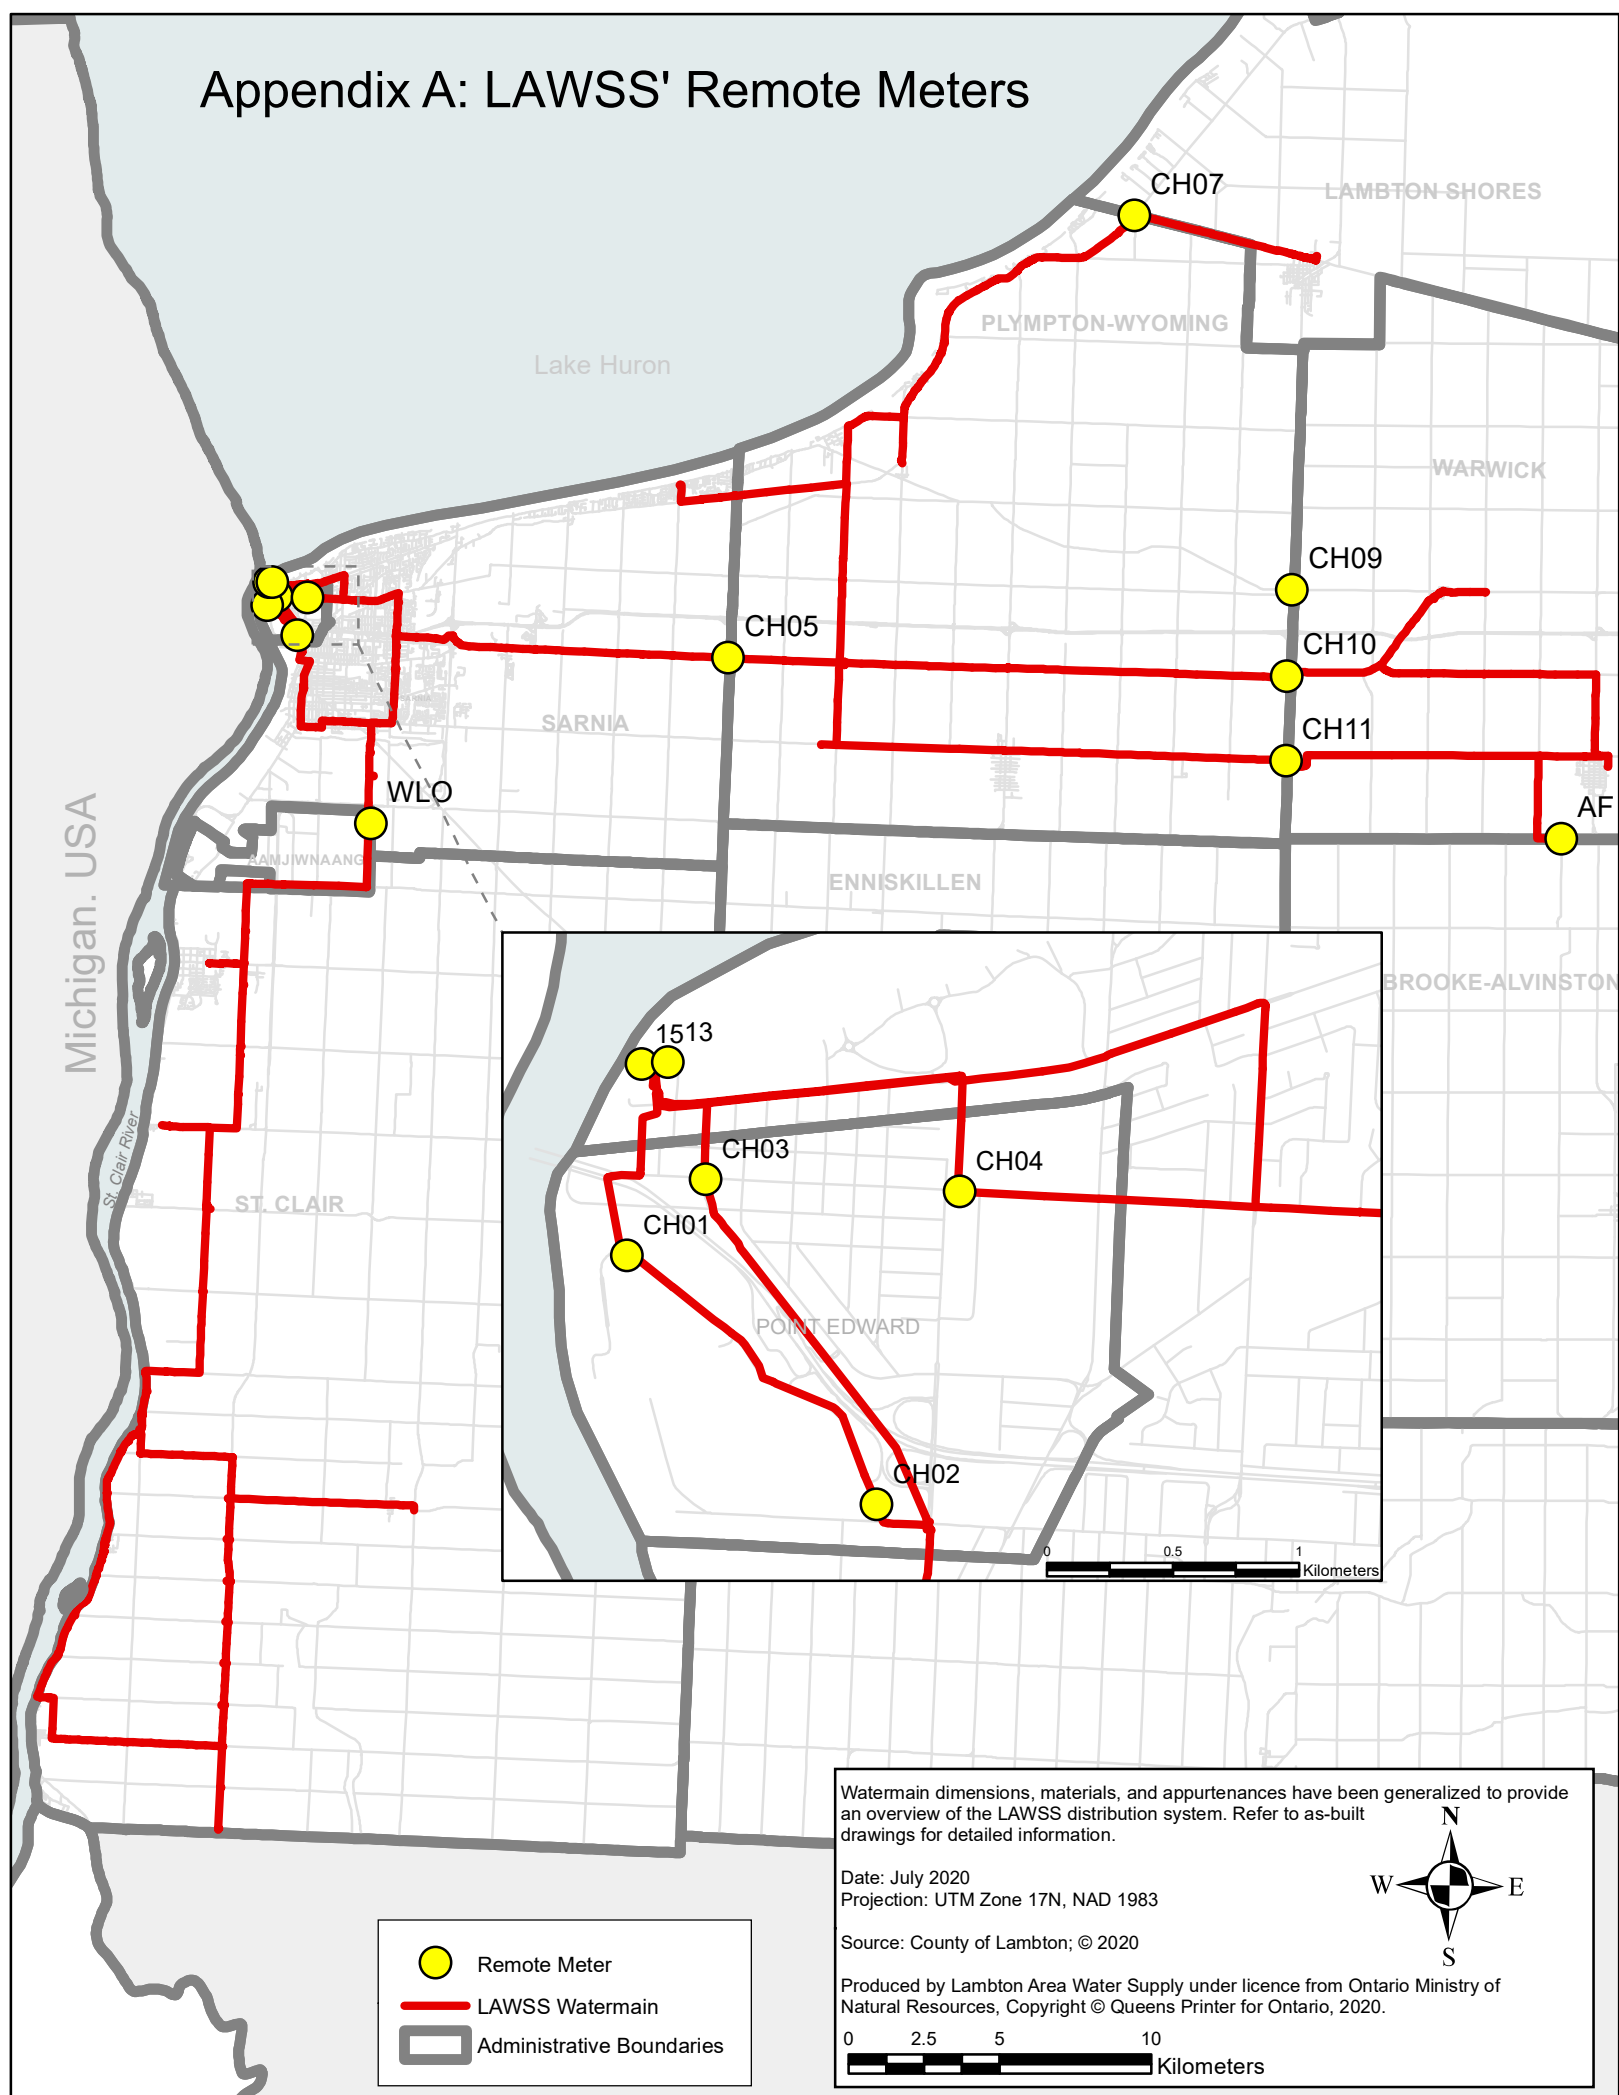 Appendix A: LAWSS' Remote Meters
CH07
LAMBTON SHORES
PLYMPTON-WYOMING
Lake Huron
WARWICK
CH09
CH05
CH10
SARNIA
CH11
WLO
AF
Michigan. USA
AAMJIWNAANG
ENNISKILLEN
BROOKE-ALVINSTON
1513
St. Clair River
CH03
CH04
ST. CLAIR
CH01
POINT EDWARD
CH02
0 0.5 1
Kilometers
Watermain dimensions, materials, and appurtenances have been generalized to provide
an overview of the LAWSS distribution system. Refer to as-built
drawings for detailed information.
N
W E
S
Date: July 2020
Projection: UTM Zone 17N, NAD 1983
Source: County of Lambton; © 2020
Produced by Lambton Area Water Supply under licence from Ontario Ministry of
Natural Resources, Copyright © Queens Printer for Ontario, 2020.
0 2.5 5 10
Kilometers
Remote Meter
LAWSS Watermain
Administrative Boundaries